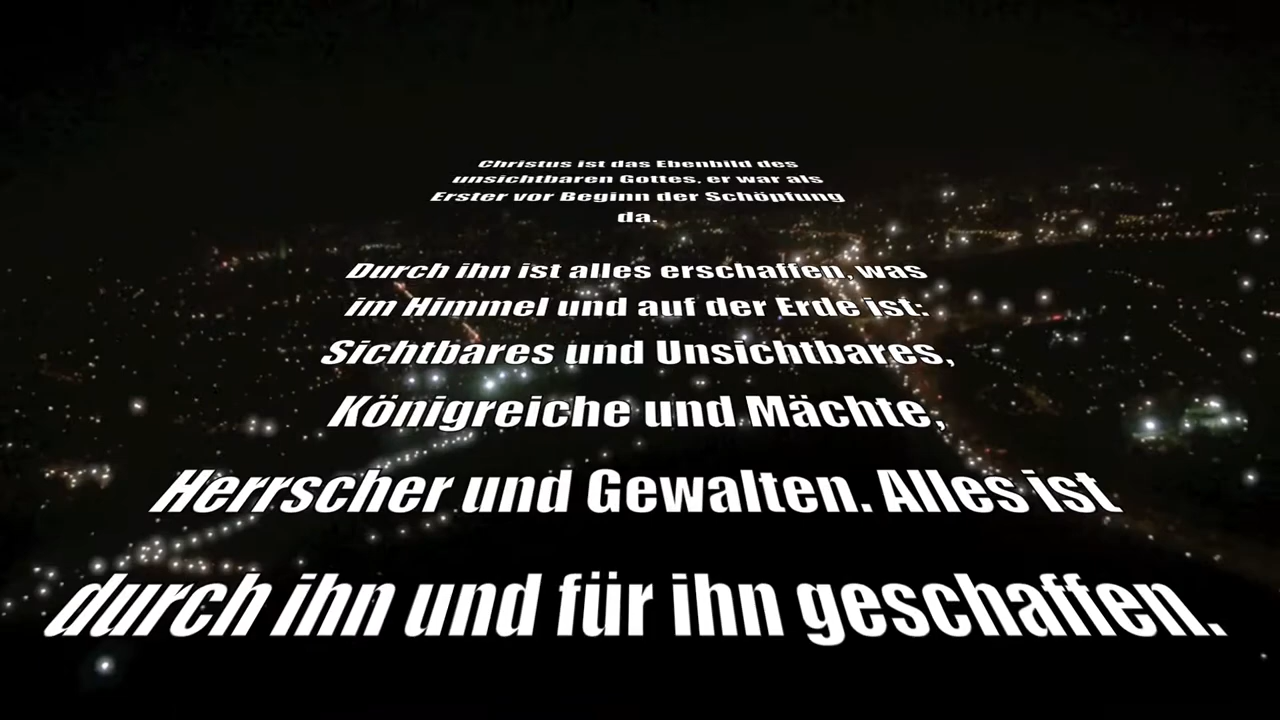 Christus ist das Ebenbild des
unsichtbaren Gottes, er war als
Erster vor Beginn der Schöpfung
da.
Durch ihn ist alles erschaffen, was
im Himmel und auf der Erde ist:
Sichtbares und Unsichtbares,
Königreiche und Mächte,
Herrscher und Gewalten. Alles ist
durch ihn und für ihn geschaffen.